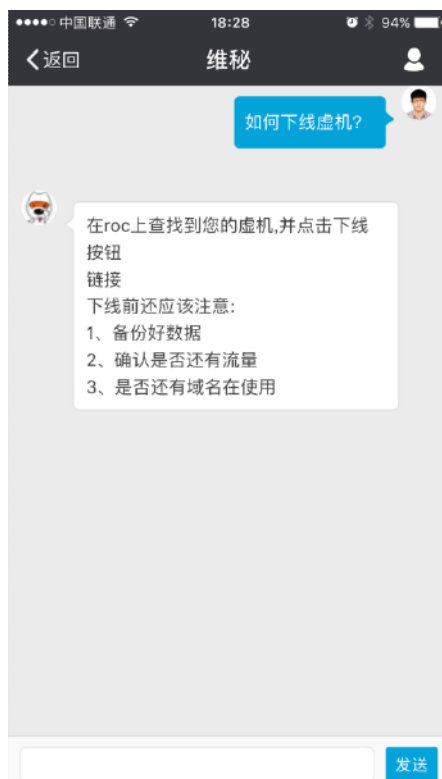 中国联通 18:28 94%
返回 维秘
如何下线虚机?
在roc上查找到您的虚机,并点击下线
按钮
链接
下线前还应该注意:
1、备份好数据
2、确认是否还有流量
3、是否还有域名在使用
发送